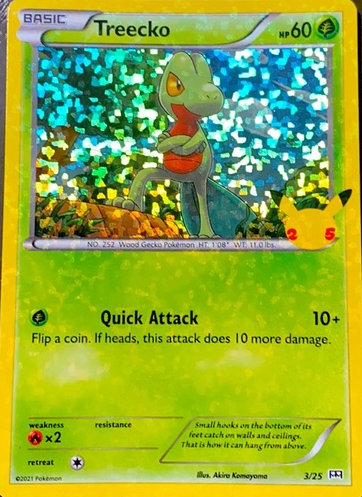 BASIC
Treecko
HP60
25
NO. 252 Wood Gecko Pokémon HT. 1'08" WT. 11.0 lbs.
Quick Attack 10+
Flip a coin. If heads, this attack does 10 more damage.
weakness
×2
resistance
Small hooks on the bottom of its
feet catch on walls and ceilings.
That is how it can hang from above.
retreat
©2021 Pokémon
Illus. Akira Komayama
3/25